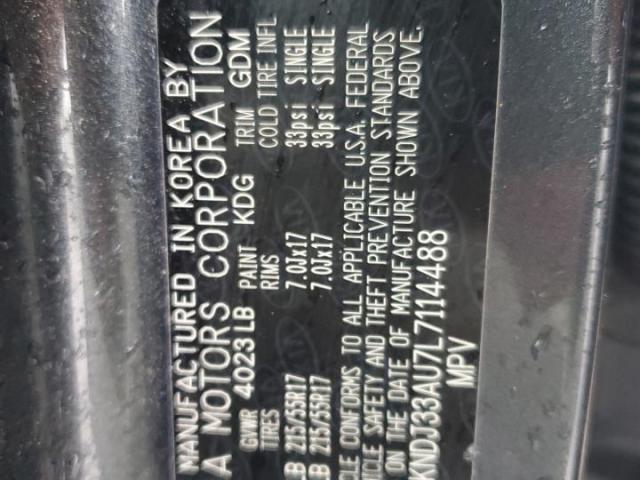 MANUFACTURED IN KOREA BY
A MOTORS CORPORATION
GVWR 4023LB PAINT KDG TRIM GDM
TIRES RIMS COLD TIRE INFL
LB 215/55R17 7.0Jx17 33psi SINGLE
LB 215/55R17 7.0Jx17 33psi SINGLE
CLE CONFORMS TO ALL APPLICABLE U.S.A. FEDERAL
ICLE SAFETY AND THEFT PREVENTION STANDARDS
ON THE DATE OF MANUFACTURE SHOWN ABOVE.
KNDJ33AU7L7114488
MPV